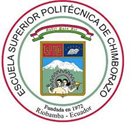 ESCUELA SUPERIOR POLITÉCNICA DE CHIMBORAZO
Fundada en 1972
Riobamba - Ecuador